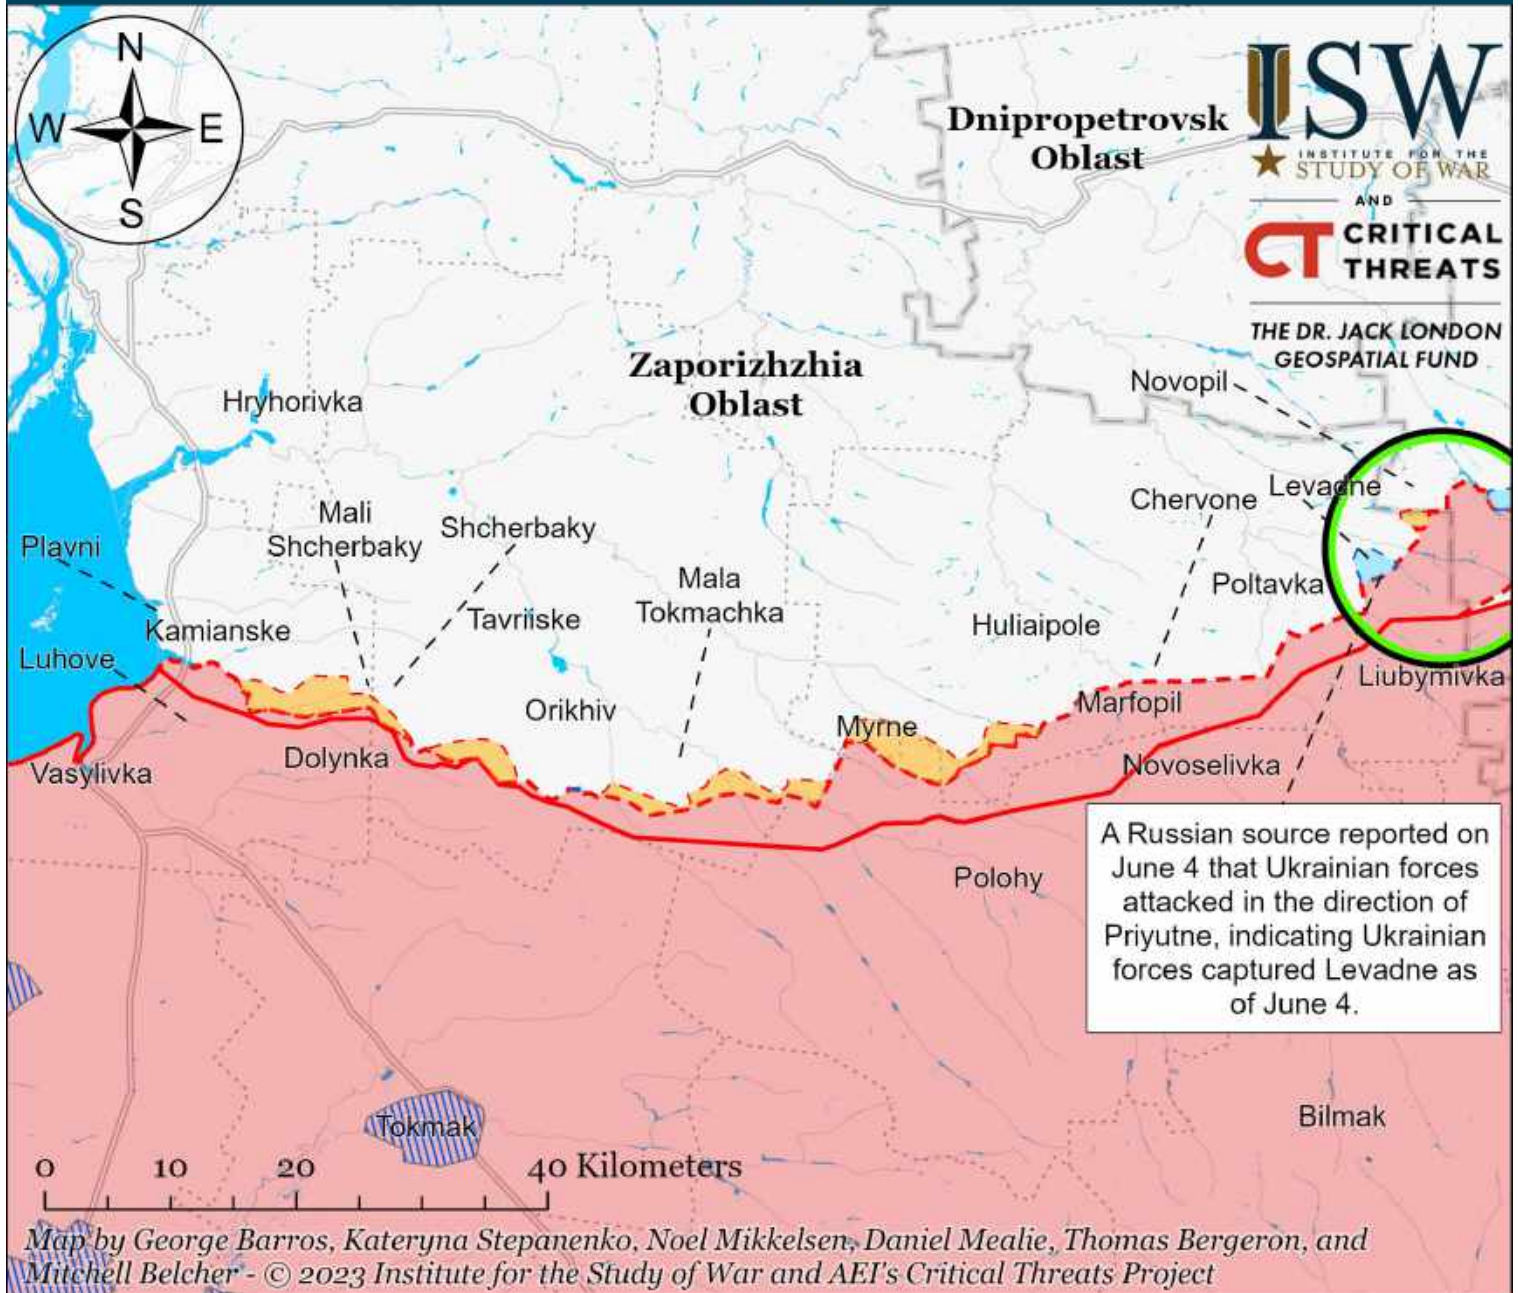 N
W
E
S
Dnipropetrovsk
Oblast
ISW
INSTITUTE FOR THE
STUDY OF WAR
AND
CT CRITICAL
THREATS
THE DR. JACK LONDON
GEOSPATIAL FUND
Zaporizhzhia
Oblast
Novopil
Hryhorivka
Levadne
Chervone
Mali
Shcherbaky
Shcherbaky
Plavni
Mala
Tokmachka
Poltavka
Tavriiske
Huliaipole
Kamianske
Luhove
Liubymivka
Orikhiv
Marfopil
Myrne
Dolynka
Novoselivka
Vasylivka
Polohy
A Russian source reported on
June 4 that Ukrainian forces
attacked in the direction of
Priyutne, indicating Ukrainian
forces captured Levadne as
of June 4.
Tokmak
Bilmak
0 10 20 40 Kilometers
Map by George Barros, Kateryna Stepanenko, Noel Mikkelsen, Daniel Mealie, Thomas Bergeron, and
Mitchell Belcher - © 2023 Institute for the Study of War and AEI's Critical Threats Project